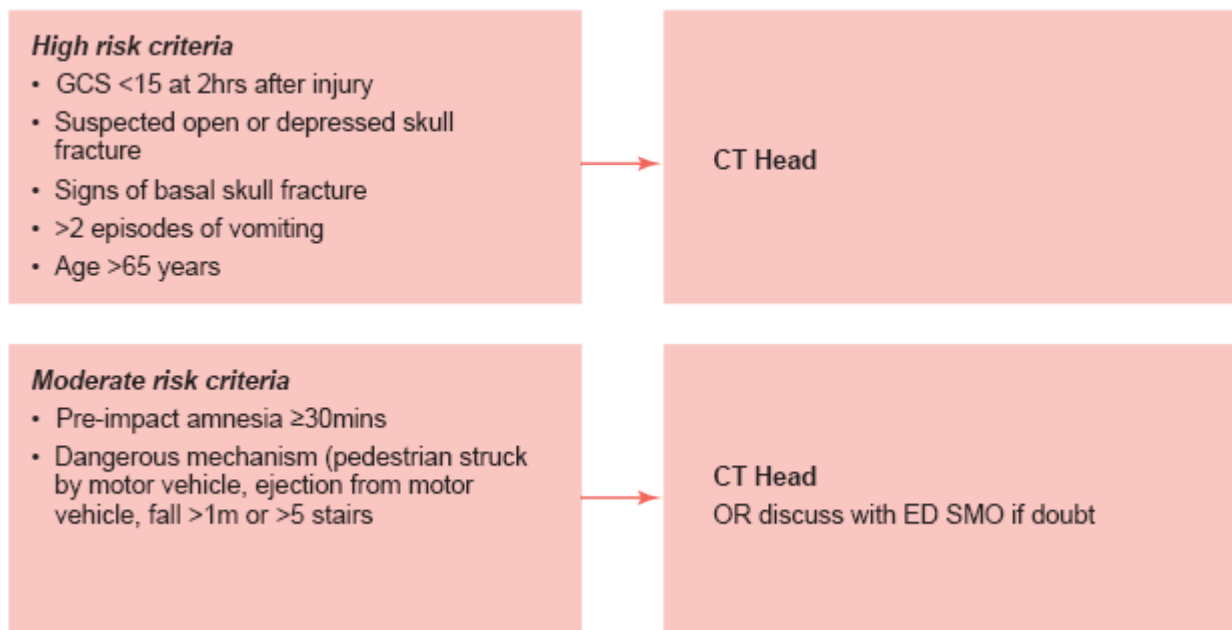 High risk criteria
• GCS <15 at 2hrs after injury
• Suspected open or depressed skull
fracture
• Signs of basal skull fracture
• >2 episodes of vomiting
• Age >65 years
CT Head
Moderate risk criteria
• Pre-impact amnesia ≥30mins
• Dangerous mechanism (pedestrian struck
by motor vehicle, ejection from motor
vehicle, fall >1m or >5 stairs
CT Head
OR discuss with ED SMO if doubt